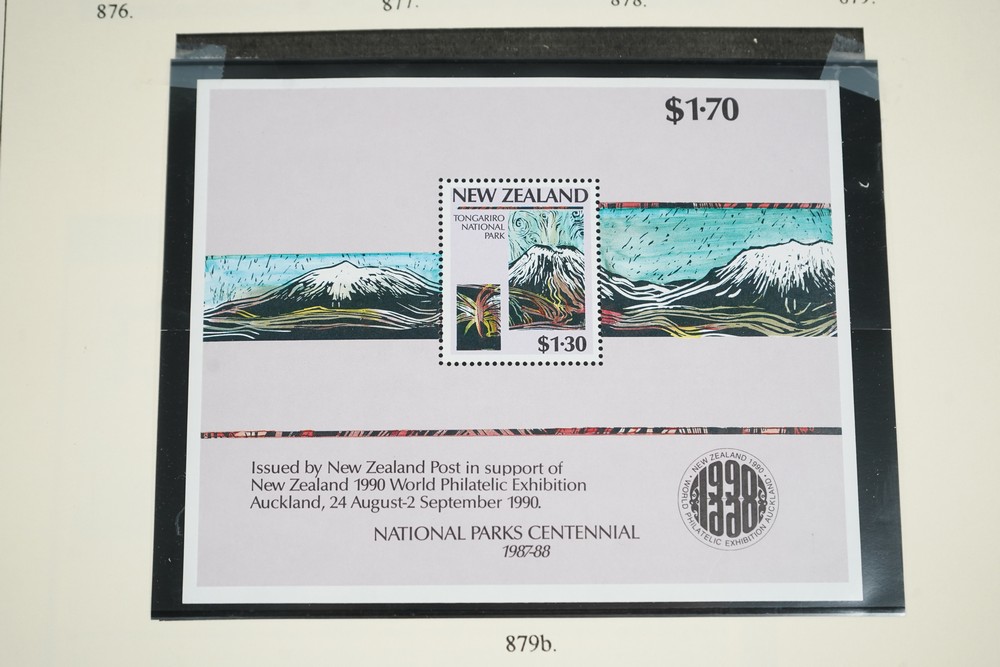 876.
877.
878.
879.
$1·70
NEW ZEALAND
TONGARIRO
NATIONAL
PARK
$1·30
Issued by New Zealand Post in support of
New Zealand 1990 World Philatelic Exhibition
Auckland, 24 August-2 September 1990.
NATIONAL PARKS CENTENNIAL
1987-88
NEW ZEALAND 1990
WORLD PHILATELIC EXHIBITION AUCKLAND
1990
879b.